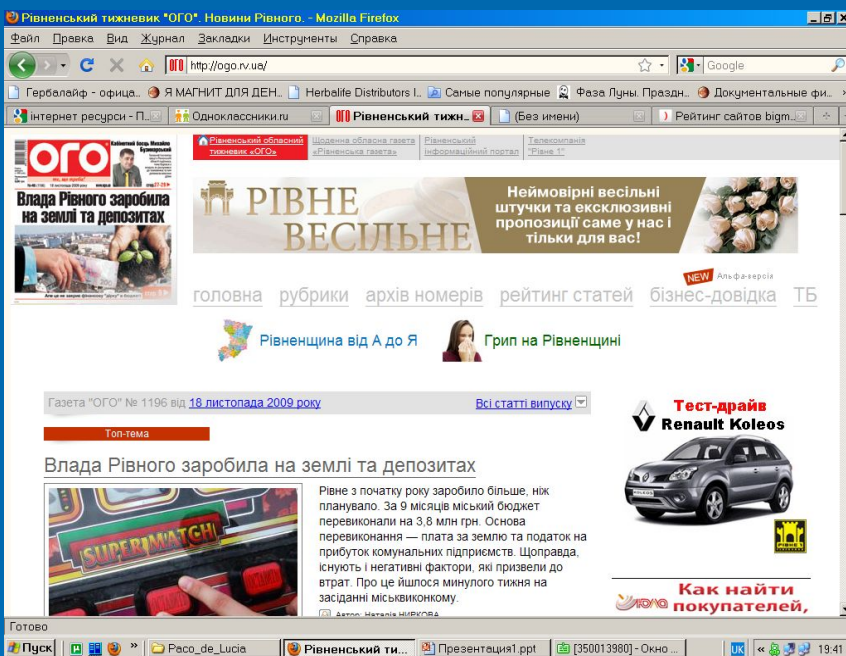 Рівненський тижневик "ОГО". Новини Рівного. - Mozilla Firefox
Файл Правка Вид Журнал Закладки Инструменты Справка
http://ogo.rv.ua/
Google
Гербалайф - официа... Я МАГНИТ ДЛЯ ДЕН... Herbalife Distributors I... Самые популярные Фаза Луны. Праздн... Документальные фи...
інтернет ресурси - П... Одноклассники.ru Рівненський тижн... (Без имени) Рейтинг сайтов bigm...
Рівненський обласний тижневик «ОГО»
Щоденна обласна газета «Рівненська газета»
Рівненський інформаційний портал
Телекомпанія "Рівне 1"
ОГО
Влада Рівного заробила на землі та депозитах
РІВНЕ ВЕСІЛЬНЕ
Неймовірні весільні
штучки та ексклюзивні
пропозиції саме у нас і
тільки для вас!
NEW Альфа-версія
головна рубрики архів номерів рейтинг статей бізнес-довідка ТБ
Рівненщина від А до Я
Грип на Рівненщині
Газета "ОГО" № 1196 від 18 листопада 2009 року
Всі статті випуску
Топ-тема
Влада Рівного заробила на землі та депозитах
SUPER MATCH
Рівне з початку року заробило більше, ніж
планувало. За 9 місяців міський бюджет
перевиконали на 3,8 млн грн. Основа
перевиконання — плата за землю та податок на
прибуток комунальних підприємств. Щоправда,
існують і негативні фактори, які призвели до
втрат. Про це йшлося минулого тижня на
засіданні міськвиконкому.
Автор: Наталія НИРКОВА
Тест-драйв
Renault Koleos
Как найти
покупателей,
Готово
Пуск
Paco_de_Lucia
Рівненський ти...
Презентация1.ppt
[350013980] - Окно ...
UK
19:41